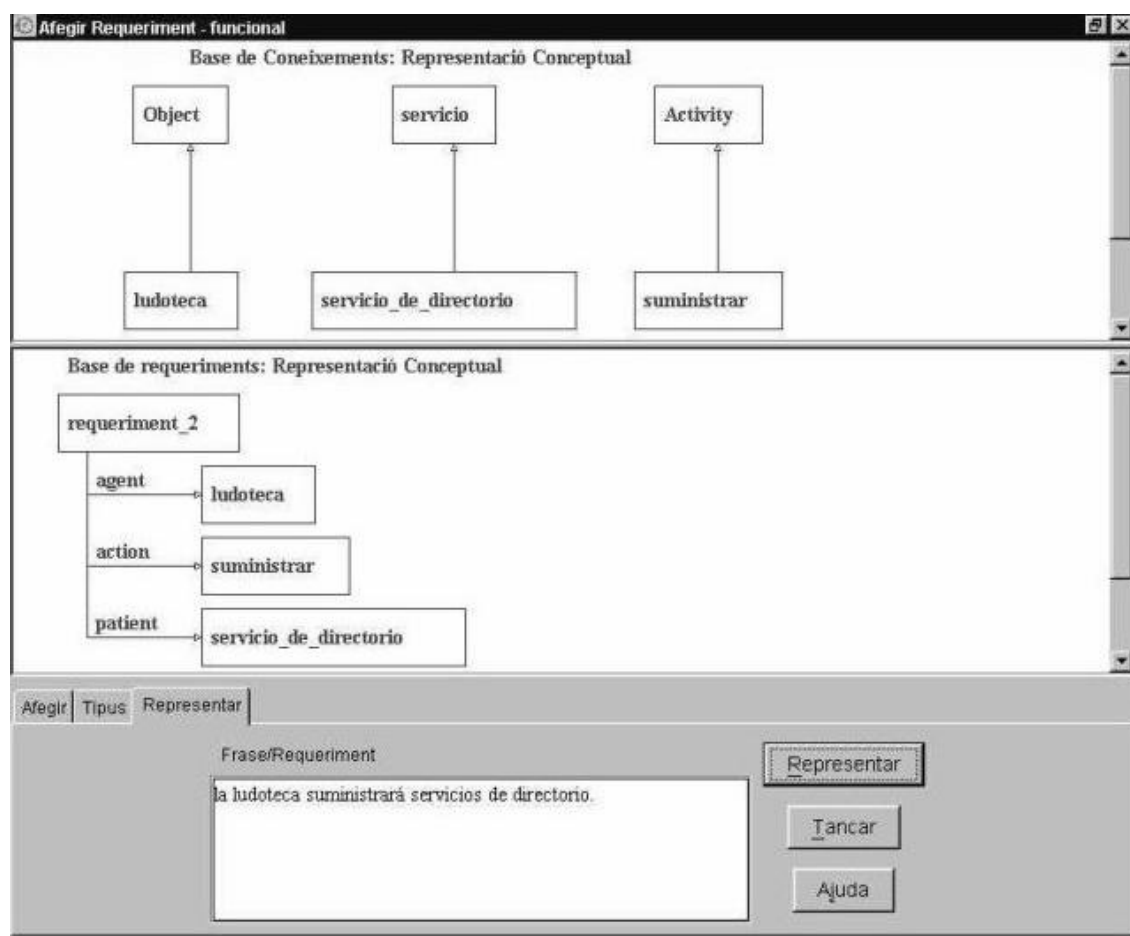 Afegir Requeriment - funcional
Base de Coneixements: Representació Conceptual
Object servicio Activity
ludoteca servicio_de_directorio suministrar
Base de requeriments: Representació Conceptual
requeriment_2
agent
ludoteca
action
suministrar
patient
servicio_de_directorio
Afegir Tipus Representar
Frase/Requeriment
la ludoteca suministrará servicios de directorio.
Representar
Tancar
Ajuda